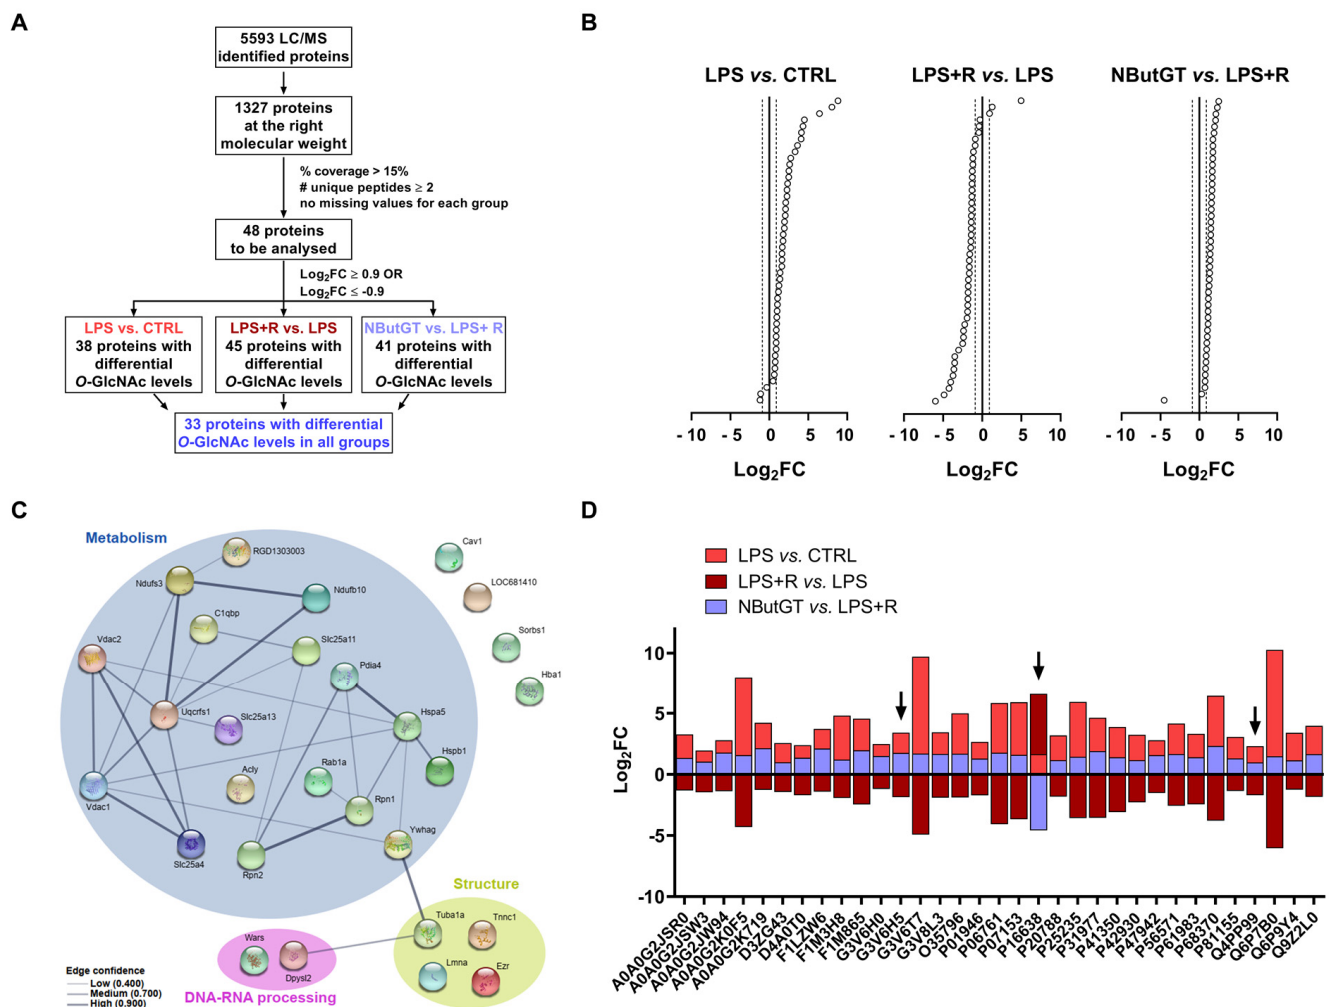 A
5593 LC/MS
identified proteins
1327 proteins
at the right
molecular weight
% coverage > 15%
# unique peptides ≥ 2
no missing values for each group
48 proteins
to be analysed
Log2FC ≥ 0.9 OR
Log2FC ≤ -0.9
LPS vs. CTRL
38 proteins with
differential
O-GlcNAc levels
LPS+R vs. LPS
45 proteins with
differential
O-GlcNAc levels
NButGT vs. LPS+ R
41 proteins with
differential
O-GlcNAc levels
33 proteins with differential
O-GlcNAc levels in all groups
B
LPS vs. CTRL
LPS+R vs. LPS
NButGT vs. LPS+R
- 10 - 5 0 5 10
- 10 - 5 0 5 10
- 10 - 5 0 5 10
Log2FC
Log2FC
Log2FC
C
Metabolism
RGD1303003
Ndufs3
Ndufb10
C1qbp
Slc25a11
Vdac2
Pdia4
Uqcrfs1
Slc25a13
Hspa5
Hspb1
Vdac1
Acly
Rab1a
Rpn1
Slc25a4
Rpn2
Ywhag
Cav1
LOC681410
Sorbs1
Hba1
Structure
Tuba1a
Tnnc1
Lmna
Ezr
Wars
Dpysl2
DNA-RNA processing
Edge confidence
Low (0.400)
Medium (0.700)
High (0.900)
D
LPS vs. CTRL
LPS+R vs. LPS
NButGT vs. LPS+R
Log2FC
10
5
0
-5
-10
A0A0G2JSR0
A0A0G2JSW3
A0A0G2JW94
A0A0G2K0F5
A0A0G2K719
D3ZG43
D4A0T0
F1LZW6
F1M3H8
F1M865
G3V6H0
G3V6H5
G3V6T7
G3V8L3
O35796
P01946
P06761
P07153
P16638
P20788
P25235
P31977
P41350
P42930
P47942
P56571
P61983
P68370
P81155
Q4PP99
Q6P7B0
Q6P9Y4
Q9Z2L0